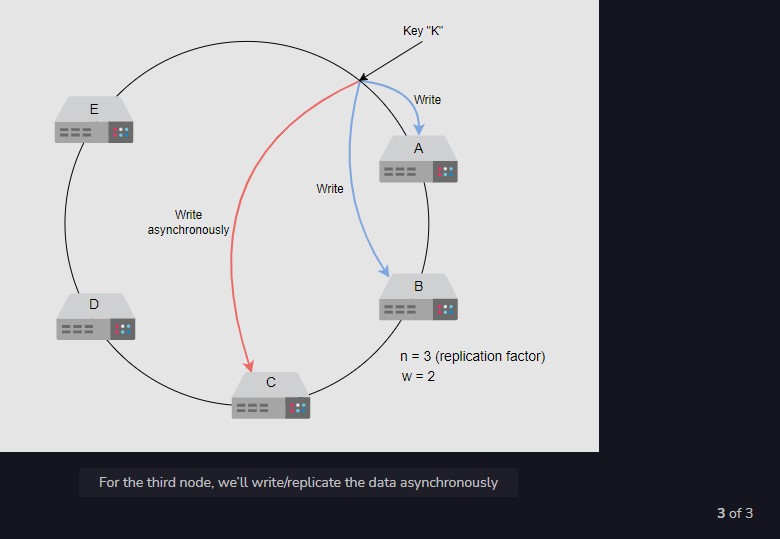 Key "K"
Write
E
A
Write
Write
asynchronously
B
D
n = 3 (replication factor)
w = 2
C
For the third node, we'll write/replicate the data asynchronously
3 of 3